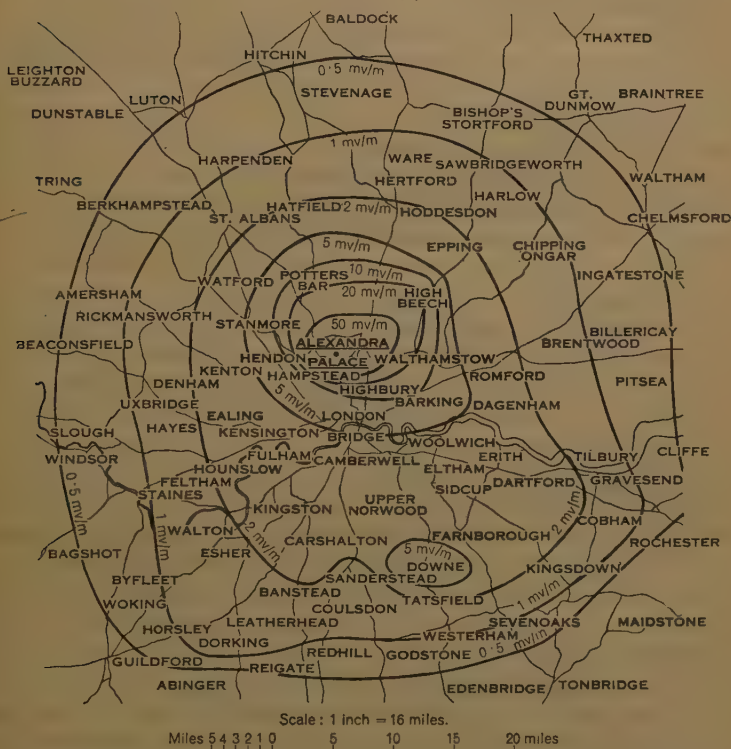 BALDOCK
THAXTED
HITCHIN
LEIGHTON
BUZZARD
0·5 mv/m
STEVENAGE
LUTON
DUNSTABLE
GT.
DUNMOW
BRAINTREE
BISHOP'S
STORTFORD
1 mv/m
HARPENDEN
WARE
SAWBRIDGEWORTH
HERTFORD
TRING
WALTHAM
BERKHAMPSTEAD
HATFIELD
2 mv/m
HARLOW
ST. ALBANS
HODDESDON
CHELMSFORD
5 mv/m
EPPING
CHIPPING
ONGAR
WATFORD
POTTERS
BAR
10 mv/m
INGATESTONE
AMERSHAM
20 mv/m
HIGH
BEECH
RICKMANSWORTH
STANMORE
50 mv/m
BILLERICAY
BEACONSFIELD
ALEXANDRA
PALACE
BRENTWOOD
HENDON
WALTHAMSTOW
KENTON
HAMPSTEAD
ROMFORD
PITSEA
DENHAM
HIGHBURY
5 mv/m
BARKING
DAGENHAM
UXBRIDGE
EALING
LONDON
BRIDGE
HAYES
KENSINGTON
SLOUGH
WOOLWICH
WINDSOR
FULHAM
CAMBERWELL
ERITH
TILBURY
CLIFFE
HOUNSLOW
ELTHAM
FELTHAM
SIDCUP
DARTFORD
GRAVESEND
STAINES
0·5 mv/m
KINGSTON
UPPER
NORWOOD
2 mv/m
COBHAM
1 mv/m
WALTON
2 mv/m
CARSHALTON
FARNBOROUGH
ROCHESTER
BAGSHOT
ESHER
5 mv/m
DOWNE
BYFLEET
SANDERSTEAD
KINGSDOWN
BANSTEAD
TATSFIELD
WOKING
COULSDON
1 mv/m
HORSLEY
LEATHERHEAD
SEVENOAKS
MAIDSTONE
DORKING
WESTERHAM
GUILDFORD
REDHILL
GODSTONE
0·5 mv/m
REIGATE
ABINGER
EDENBRIDGE
TONBRIDGE
Scale : 1 inch = 16 miles.
Miles 5 4 3 2 1 0 5 10 15 20 miles